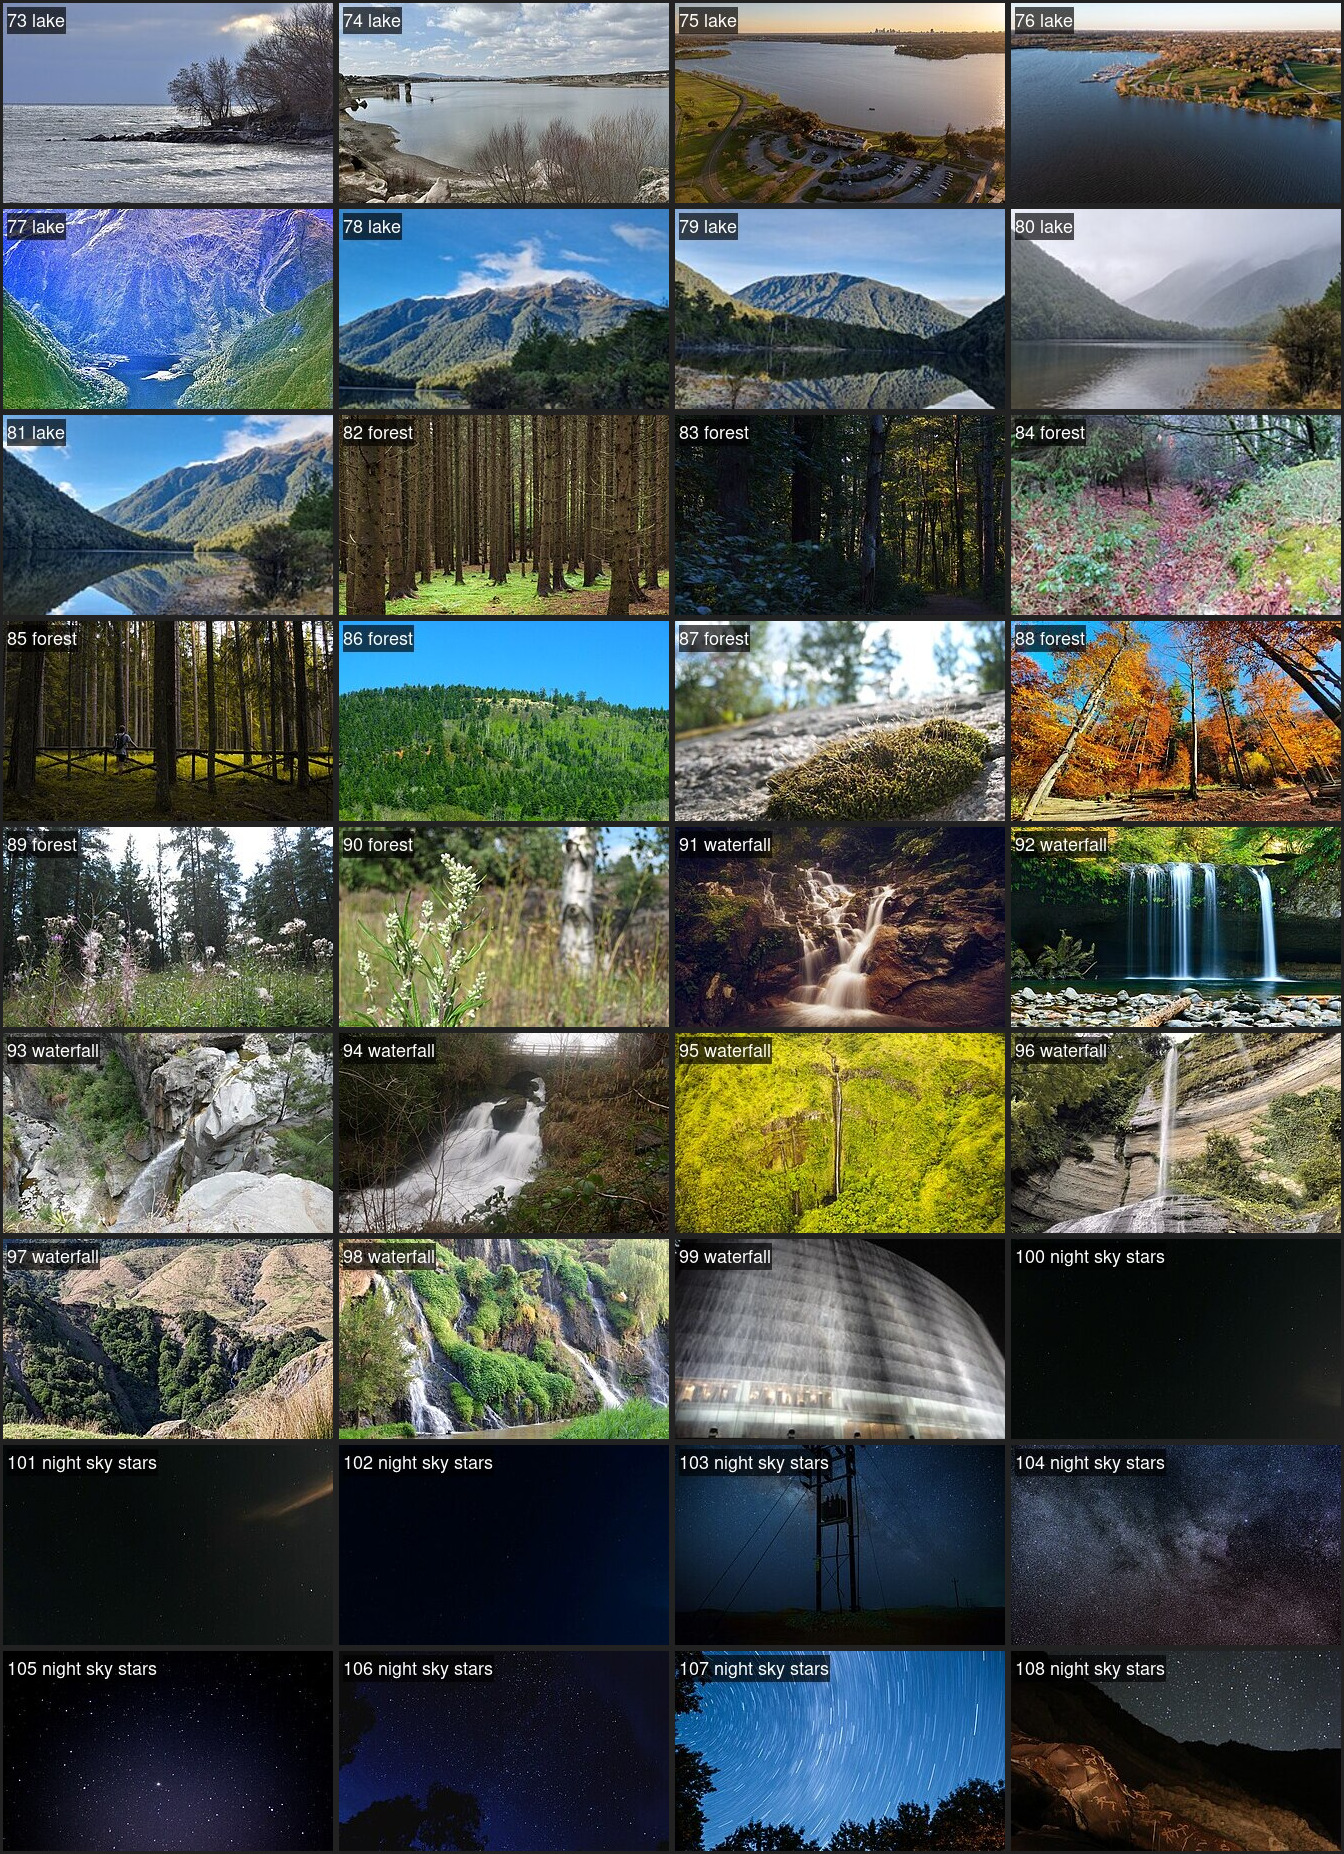 73 lake
74 lake
75 lake
76 lake
77 lake
78 lake
79 lake
80 lake
81 lake
82 forest
83 forest
84 forest
85 forest
86 forest
87 forest
88 forest
89 forest
90 forest
91 waterfall
92 waterfall
93 waterfall
94 waterfall
95 waterfall
96 waterfall
97 waterfall
98 waterfall
99 waterfall
100 night sky stars
101 night sky stars
102 night sky stars
103 night sky stars
104 night sky stars
105 night sky stars
106 night sky stars
107 night sky stars
108 night sky stars